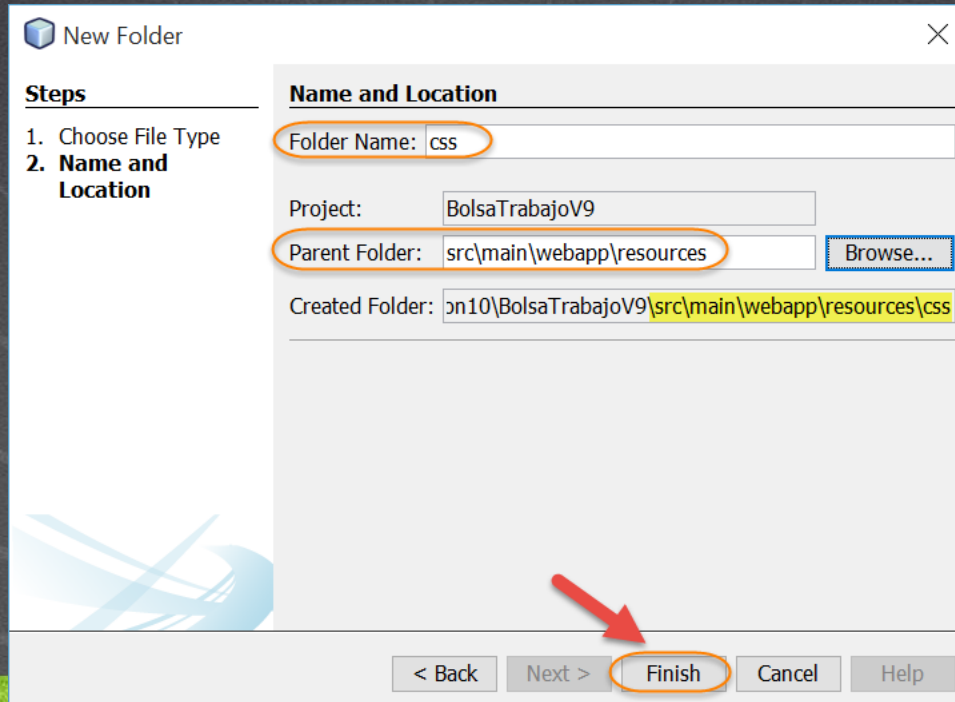 New Folder
Steps
1. Choose File Type
2. Name and
Location
Name and Location
Folder Name: css
Project: BolsaTrabajoV9
Parent Folder: src\main\webapp\resources
Created Folder: on10\BolsaTrabajoV9\src\main\webapp\resources\css
< Back Next > Finish Cancel Help